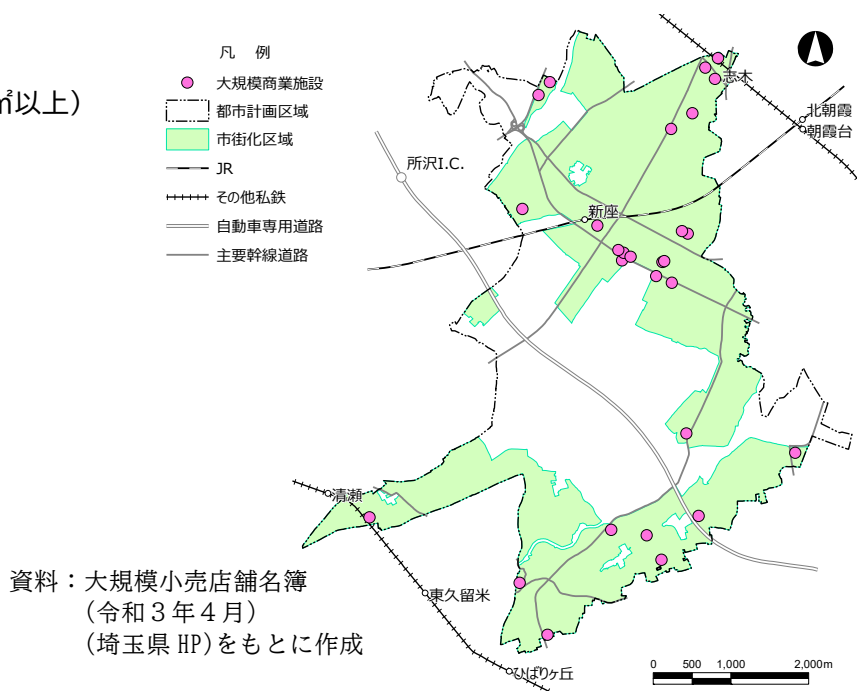 凡 例
㎡以上）
大規模商業施設
都市計画区域
市街化区域
JR
その他私鉄
自動車専用道路
主要幹線道路
志木
北朝霞
朝霞台
所沢I.C.
新座
清瀬
東久留米
ひばりヶ丘
資料：大規模小売店舗名簿
（令和３年４月）
（埼玉県 HP)をもとに作成
0 500 1,000 2,000m